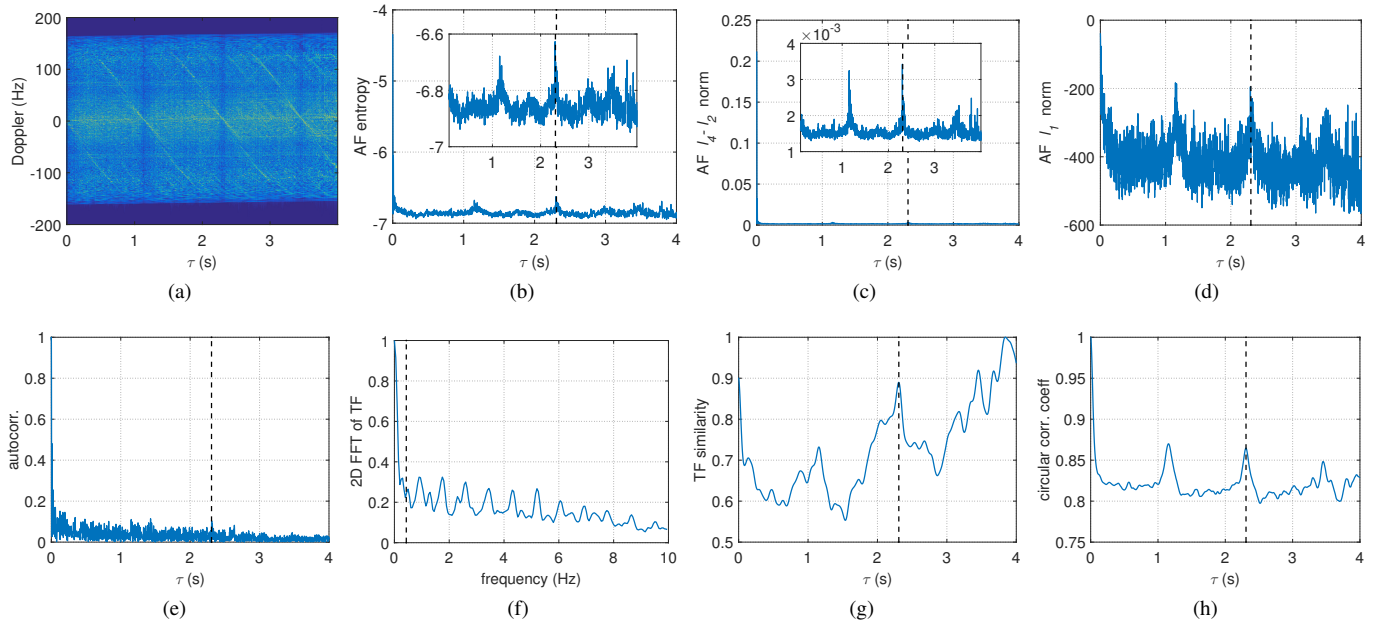 200
100
0
-100
-200
Doppler (Hz)
0 1 2 3
τ (s)
(a)
-4
-5
-6
-7
AF entropy
-6.6
-6.8
-7
1 2 3
0 1 2 3 4
τ (s)
(b)
0.25
0.2
0.15
0.1
0.05
0
AF l4- l2 norm
×10-3
4
3
2
1
1 2 3
0 1 2 3 4
τ (s)
(c)
0
-200
-400
-600
AF l1 norm
0 1 2 3 4
τ (s)
(d)
1
0.8
0.6
0.4
0.2
0
autocorr.
0 1 2 3 4
τ (s)
(e)
1
0.8
0.6
0.4
0.2
0
2D FFT of TF
0 2 4 6 8 10
frequency (Hz)
(f)
1
0.9
0.8
0.7
0.6
0.5
TF similarity
0 1 2 3 4
τ (s)
(g)
1
0.95
0.9
0.85
0.8
0.75
circular corr. coeff
0 1 2 3 4
τ (s)
(h)